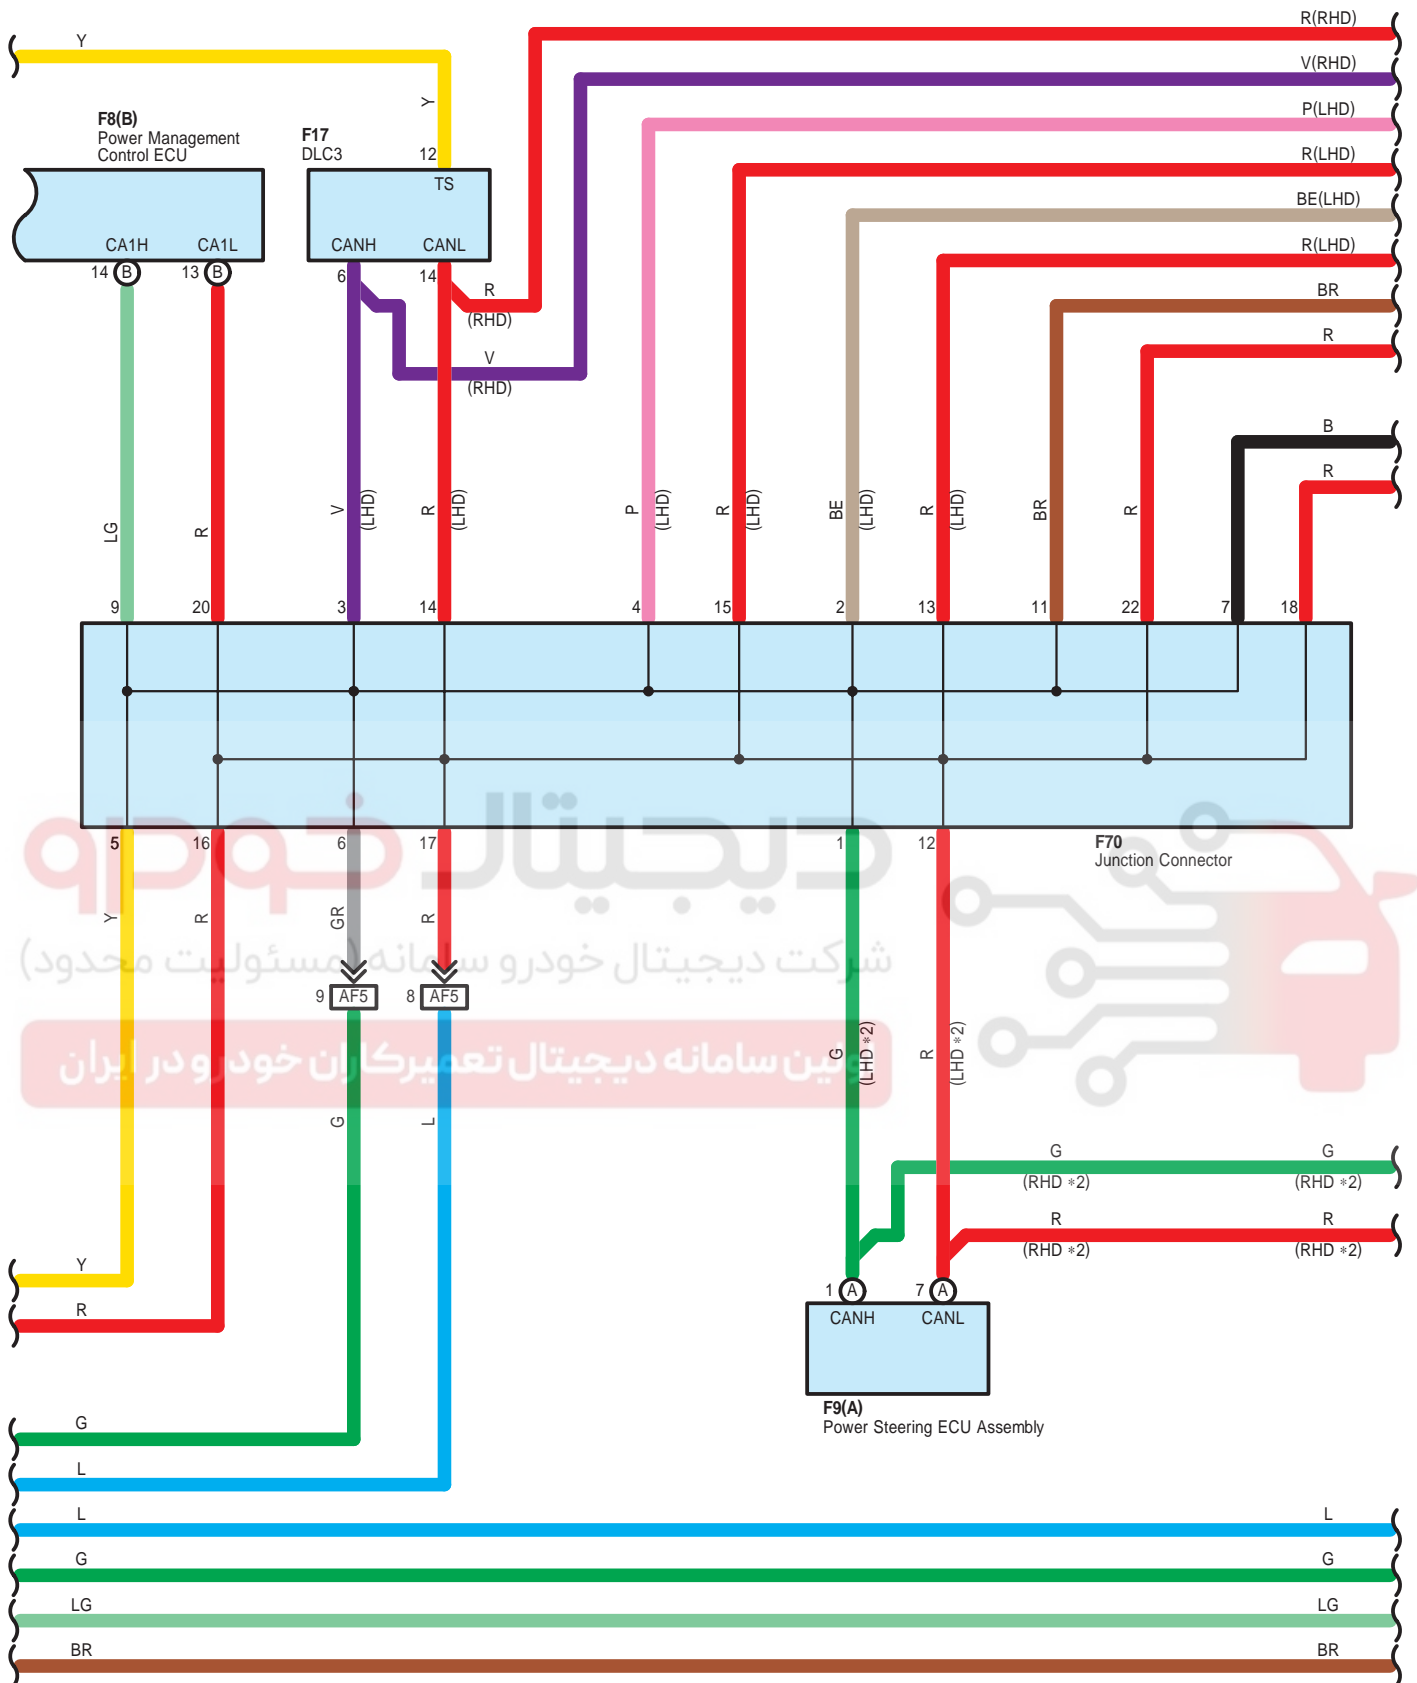 R(RHD)
Y
V(RHD)
P(LHD)
F8(B)
Power Management
Control ECU
F17
DLC3
Y
12
TS
R(LHD)
BE(LHD)
CA1H
CA1L
CANH
CANL
R(LHD)
14
B
13
B
6
14
R
(RHD)
BR
R
V
(RHD)
B
R
LG
R
V
(LHD)
R
(LHD)
P
(LHD)
R
(LHD)
BE
(LHD)
R
(LHD)
BR
R
9
20
3
14
4
15
2
13
11
22
7
18
5
16
6
17
1
12
F70
Junction Connector
دیجیتال خودرو
Y
R
GR
R
شرکت دیجیتال خودرو سامانه (مسئولیت محدود)
9
AF5
8
AF5
G
(LHD *2)
R
(LHD *2)
اولین سامانه دیجیتال تعمیرکاران خودرو در ایران
G
L
G
(RHD *2)
G
(RHD *2)
R
(RHD *2)
R
(RHD *2)
Y
R
1
A
7
A
CANH
CANL
F9(A)
Power Steering ECU Assembly
G
L
L
L
G
G
LG
LG
BR
BR